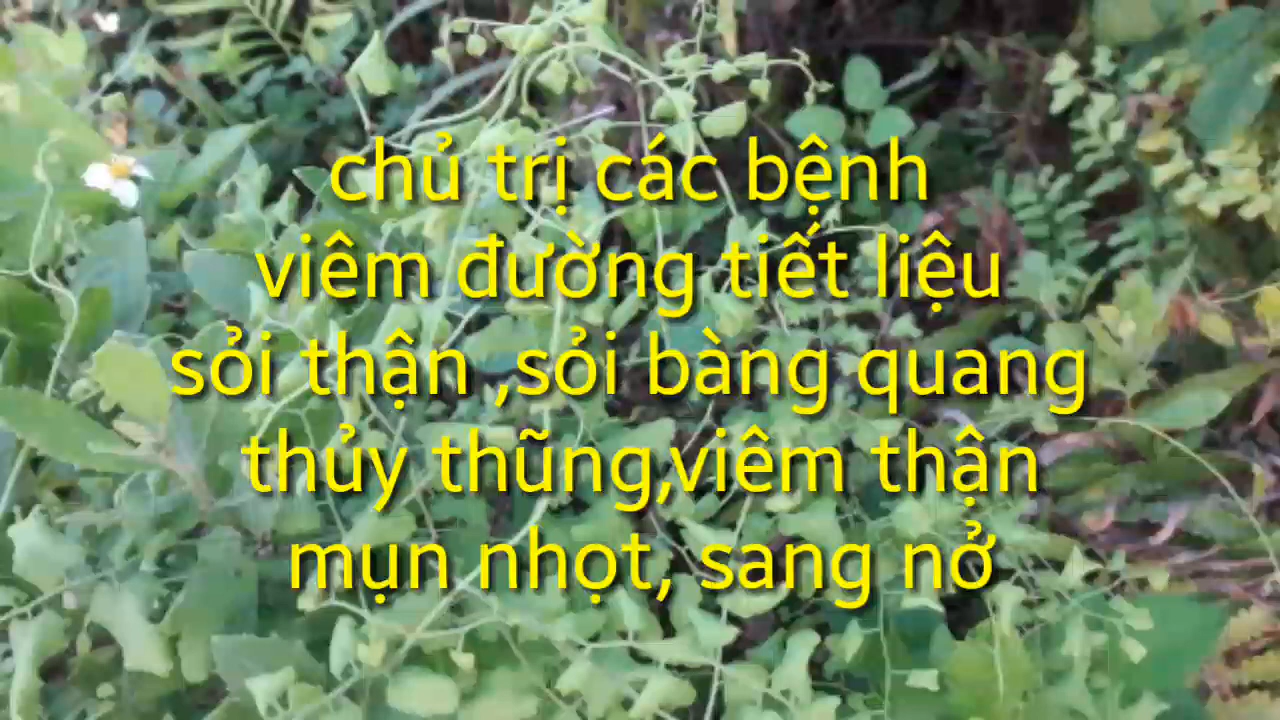 chủ trị các bệnh
viêm đường tiết liệu
sỏi thận ,sỏi bàng quang
thủy thũng,viêm thận
mụn nhọt, sang nở